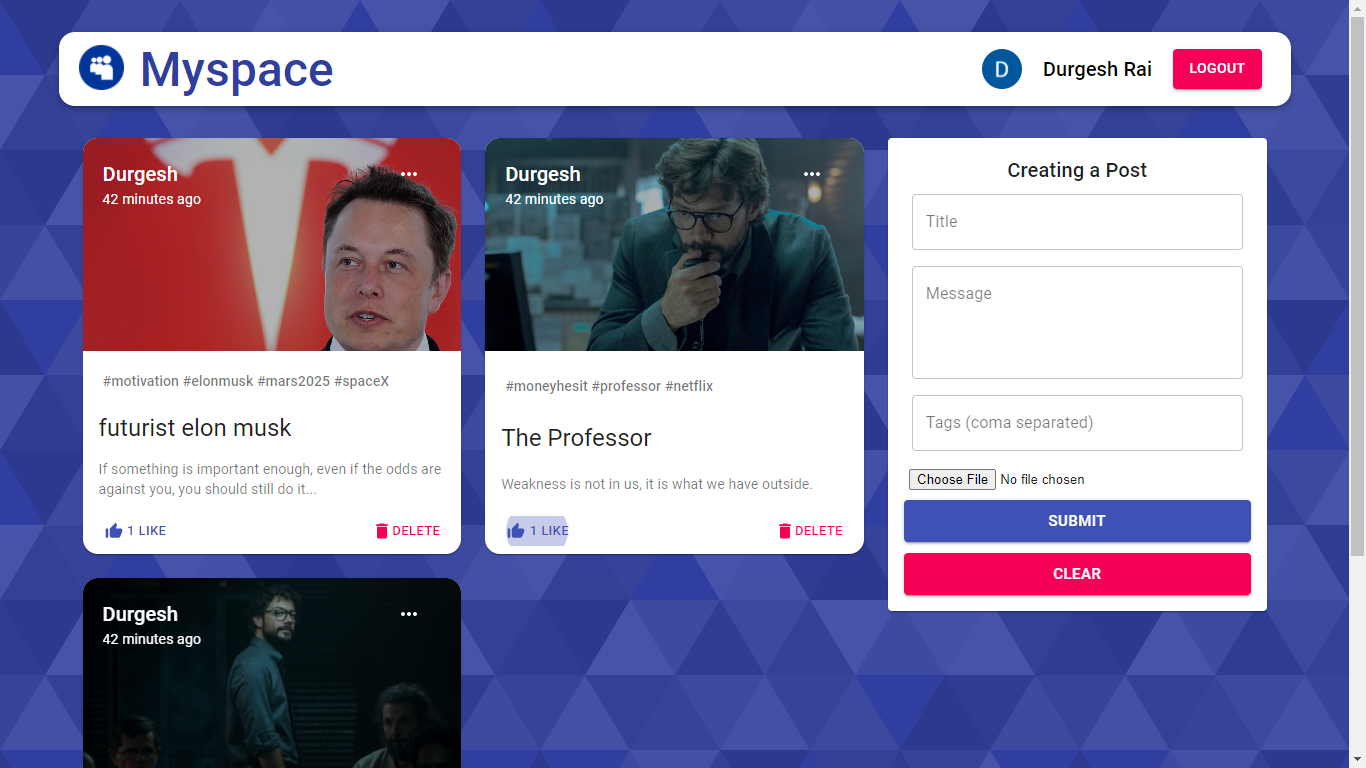 Myspace
D
Durgesh Rai
LOGOUT
Durgesh
42 minutes ago
#motivation #elonmusk #mars2025 #spaceX
futurist elon musk
If something is important enough, even if the odds are
against you, you should still do it...
1 LIKE
DELETE
Durgesh
42 minutes ago
#moneyhesit #professor #netflix
The Professor
Weakness is not in us, it is what we have outside.
1 LIKE
DELETE
Durgesh
42 minutes ago
Creating a Post
Title
Message
Tags (coma separated)
Choose File No file chosen
SUBMIT
CLEAR